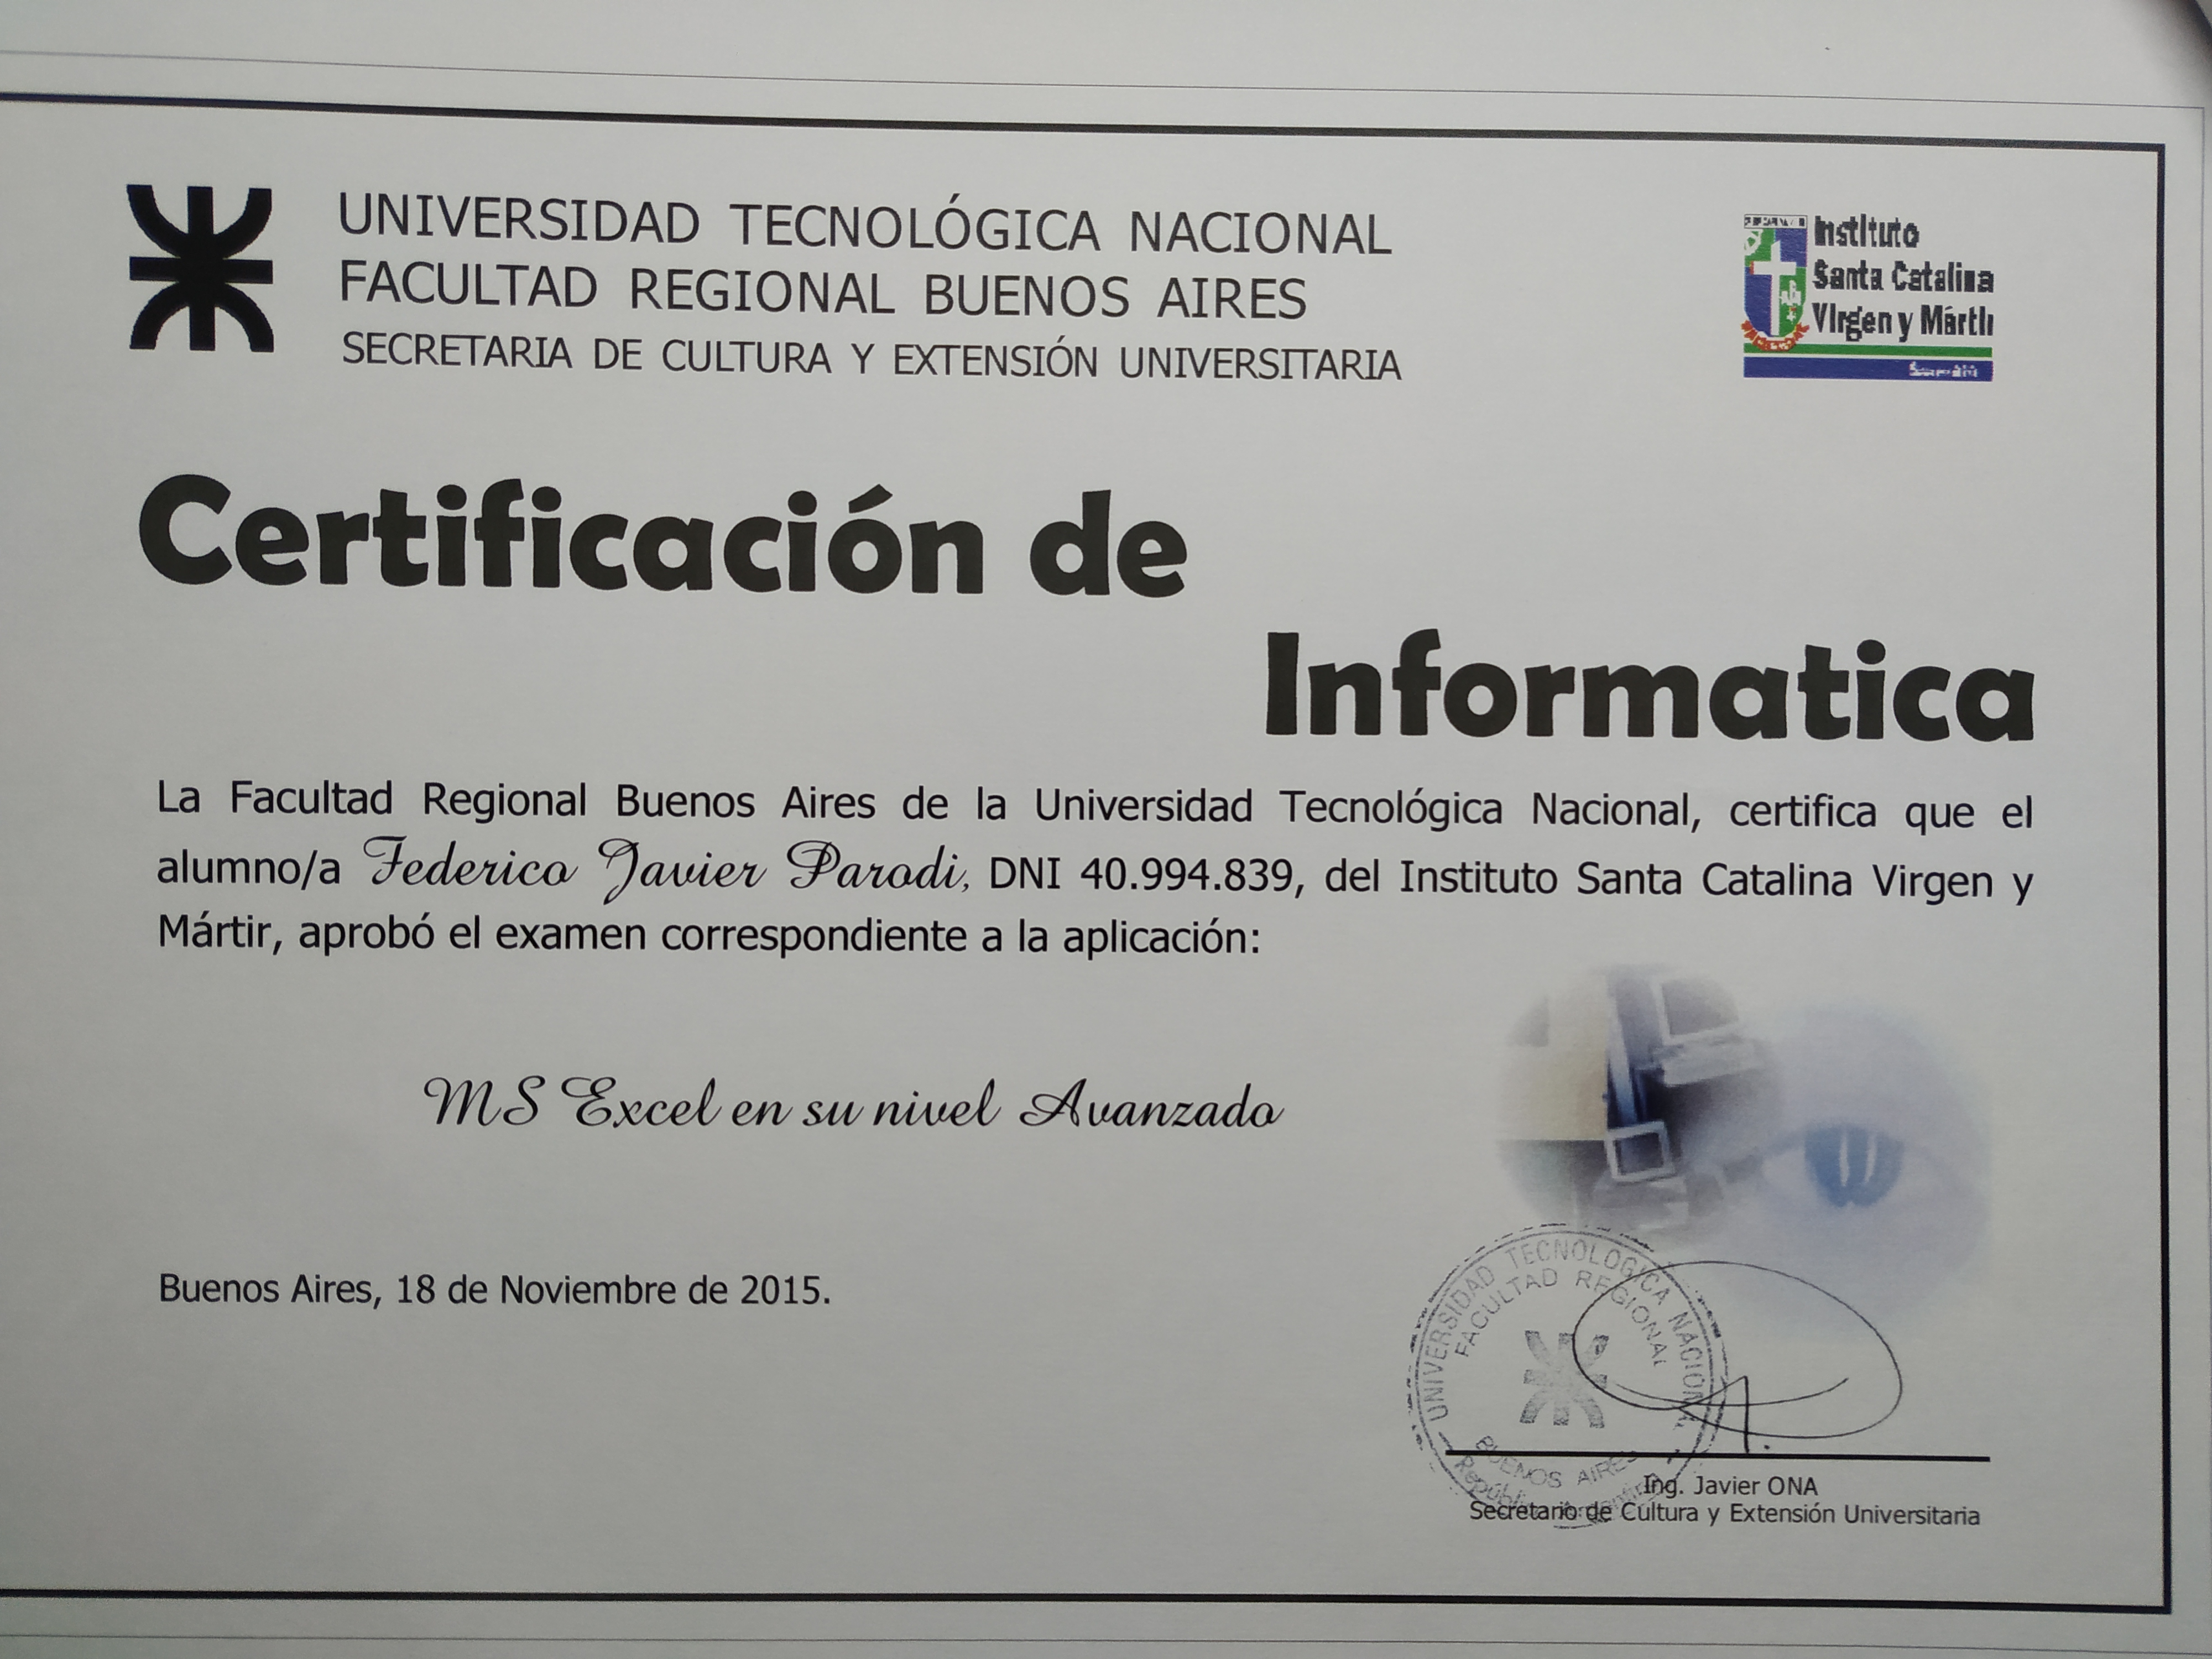 UNIVERSIDAD TECNOLÓGICA NACIONAL
FACULTAD REGIONAL BUENOS AIRES
SECRETARIA DE CULTURA Y EXTENSIÓN UNIVERSITARIA
Instituto
Santa Catalina
Virgen y Mártir
Certificación de
Informatica
La Facultad Regional Buenos Aires de la Universidad Tecnológica Nacional, certifica que el
alumno/a Federico Javier Parodi, DNI 40.994.839, del Instituto Santa Catalina Virgen y
Mártir, aprobó el examen correspondiente a la aplicación:
MS Excel en su nivel Avanzado
Buenos Aires, 18 de Noviembre de 2015.
UNIVERSIDAD TECNOLOGICA NACIONAL
FACULTAD REGIONAL
BUENOS AIRES
Ing. Javier ONA
Secretario de Cultura y Extensión Universitaria